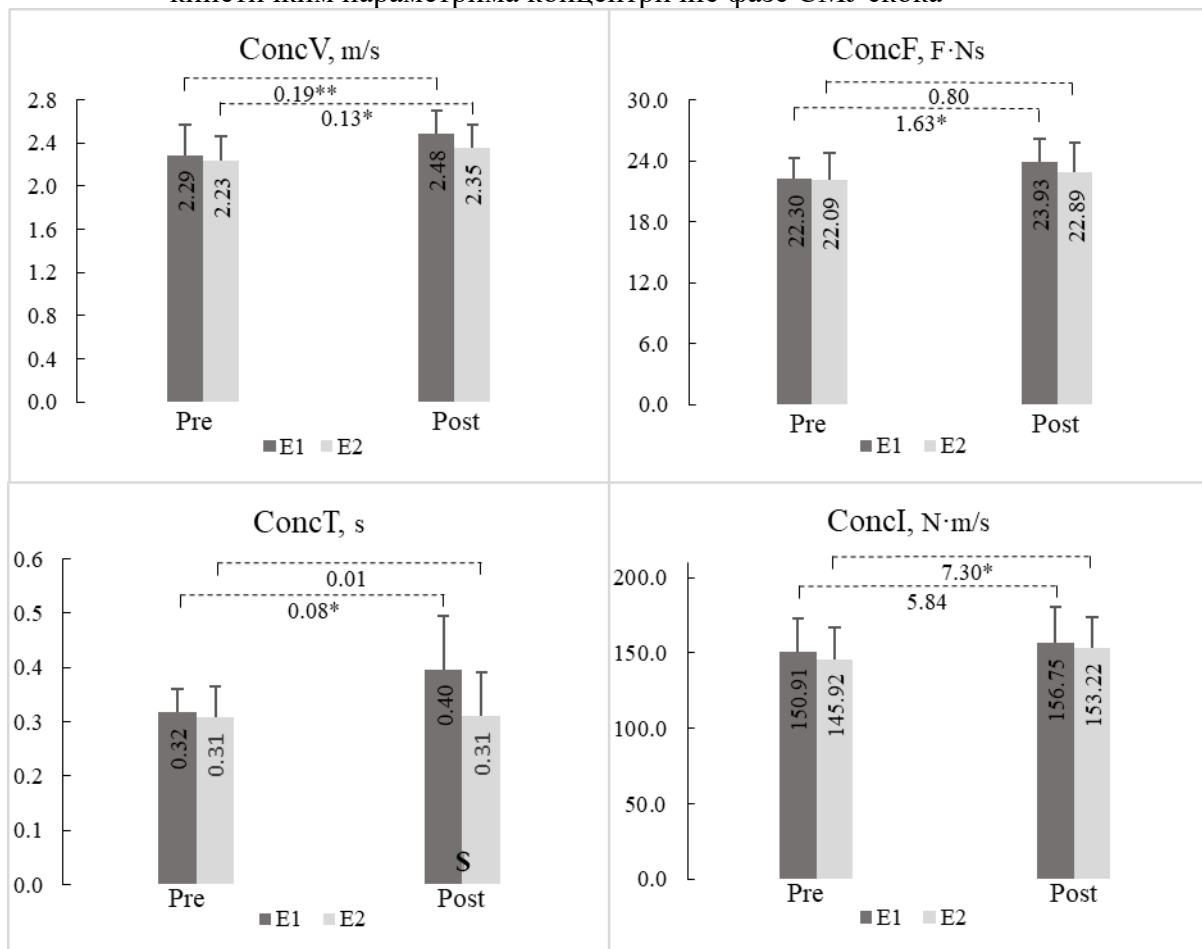 кинетичким параметрима концентричне фазе CMJ скока
ConcV, m/s
0.19**
0.13*
2.8
2.4
2.0
1.6
1.2
0.8
0.4
0.0
2.29
2.23
2.48
2.35
Pre
Post
E1 E2
ConcF, F·Ns
0.80
1.63*
30.0
24.0
18.0
12.0
6.0
0.0
22.30
22.09
23.93
22.89
Pre
Post
E1 E2
ConcT, s
0.01
0.08*
0.6
0.5
0.4
0.3
0.2
0.1
0.0
0.32
0.31
0.40
0.31
S
Pre
Post
E1 E2
ConcI, N·m/s
7.30*
5.84
200.0
150.0
100.0
50.0
0.0
150.91
145.92
156.75
153.22
Pre
Post
E1 E2